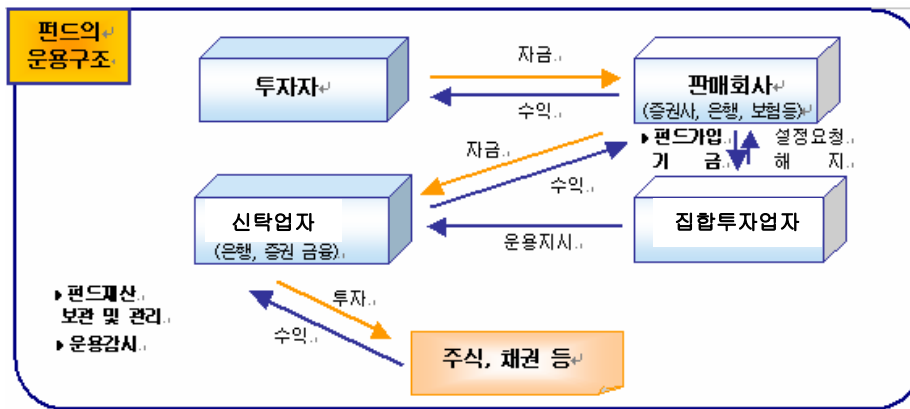 펀드의
운용구조
투자자
자금
수익
판매회사
(증권사, 은행, 보험등)
펀드가입 설정요청
기 금 해 지
자금
수익
신탁업자
(은행, 증권 금융)
운용지시
집합투자업자
펀드재산
보관 및 관리
운용감시
투자
수익
주식, 채권 등